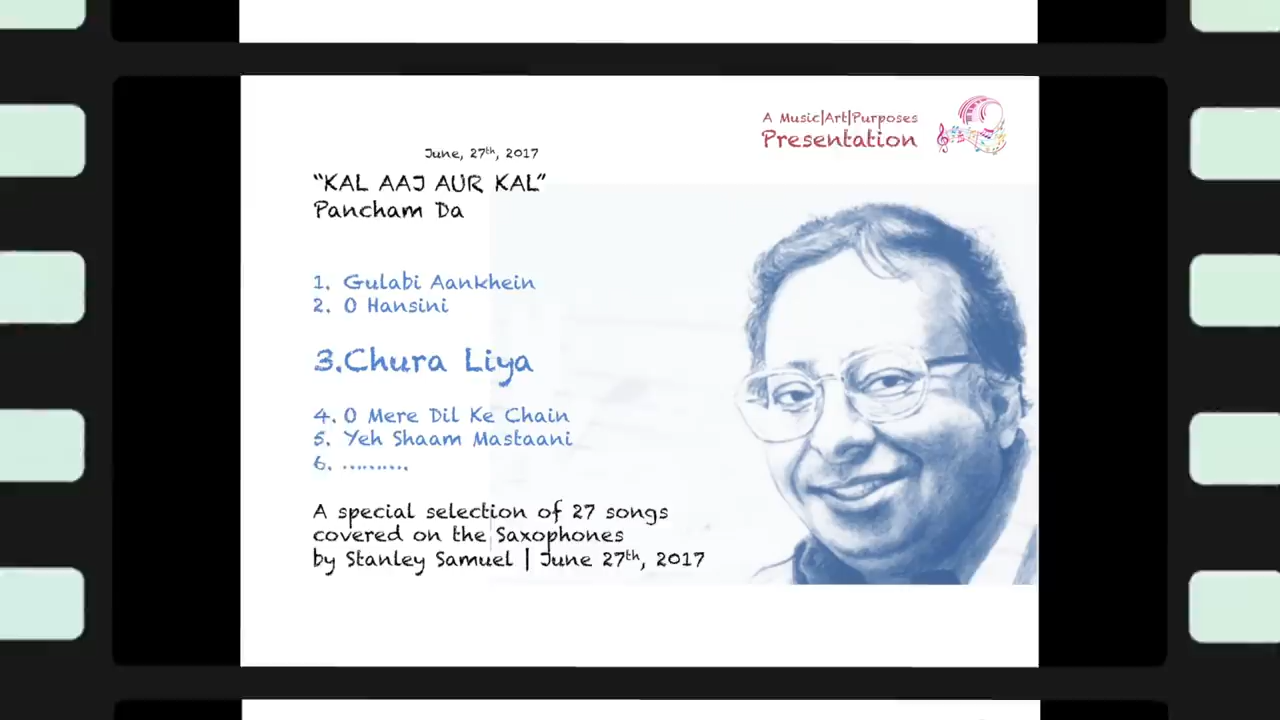 A Music|Art|Purposes
Presentation
June, 27th, 2017
“KAL AAJ AUR KAL”
Pancham Da
1. Gulabi Aankhein
2. O Hansini
3.Chura Liya
4. O Mere Dil Ke Chain
5. Yeh Shaam Mastaani
6. ..........
A special selection of 27 songs
covered on the Saxophones
by Stanley Samuel | June 27th, 2017